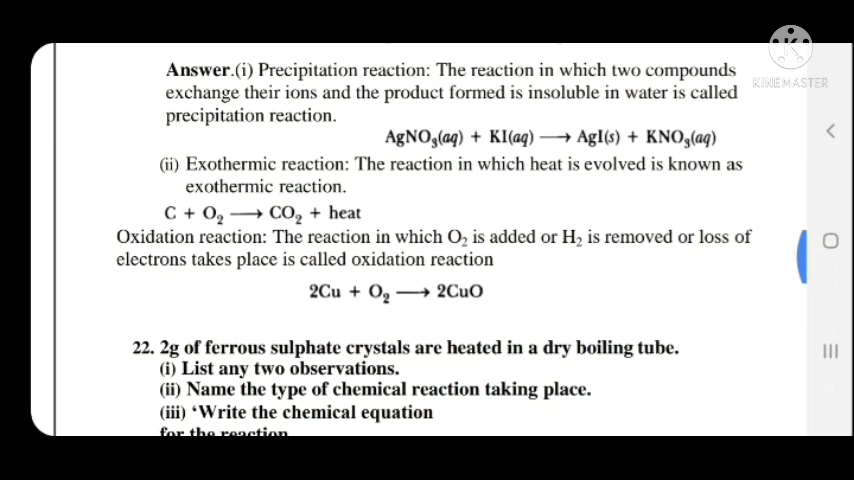 KINEMASTER
Answer.(i) Precipitation reaction: The reaction in which two compounds
exchange their ions and the product formed is insoluble in water is called
precipitation reaction.
AgNO₃(aq) + KI(aq) ⟶ AgI(s) + KNO₃(aq)
(ii) Exothermic reaction: The reaction in which heat is evolved is known as
exothermic reaction.
C + O₂ ⟶ CO₂ + heat
Oxidation reaction: The reaction in which O₂ is added or H₂ is removed or loss of
electrons takes place is called oxidation reaction
2Cu + O₂ ⟶ 2CuO
22. 2g of ferrous sulphate crystals are heated in a dry boiling tube.
(i) List any two observations.
(ii) Name the type of chemical reaction taking place.
(iii) ‘Write the chemical equation
for the reaction